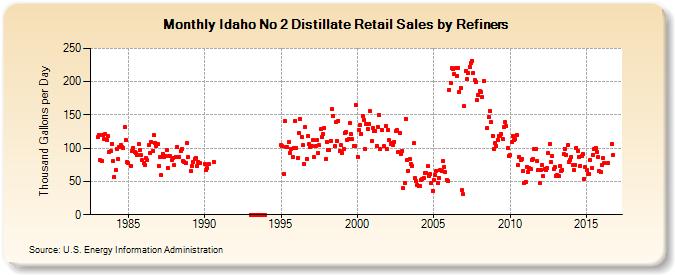 Monthly Idaho No 2 Distillate Retail Sales by Refiners
Thousand Gallons per Day
250
200
150
100
50
0
1985 1990 1995 2000 2005 2010 2015
Source: U.S. Energy Information Administration